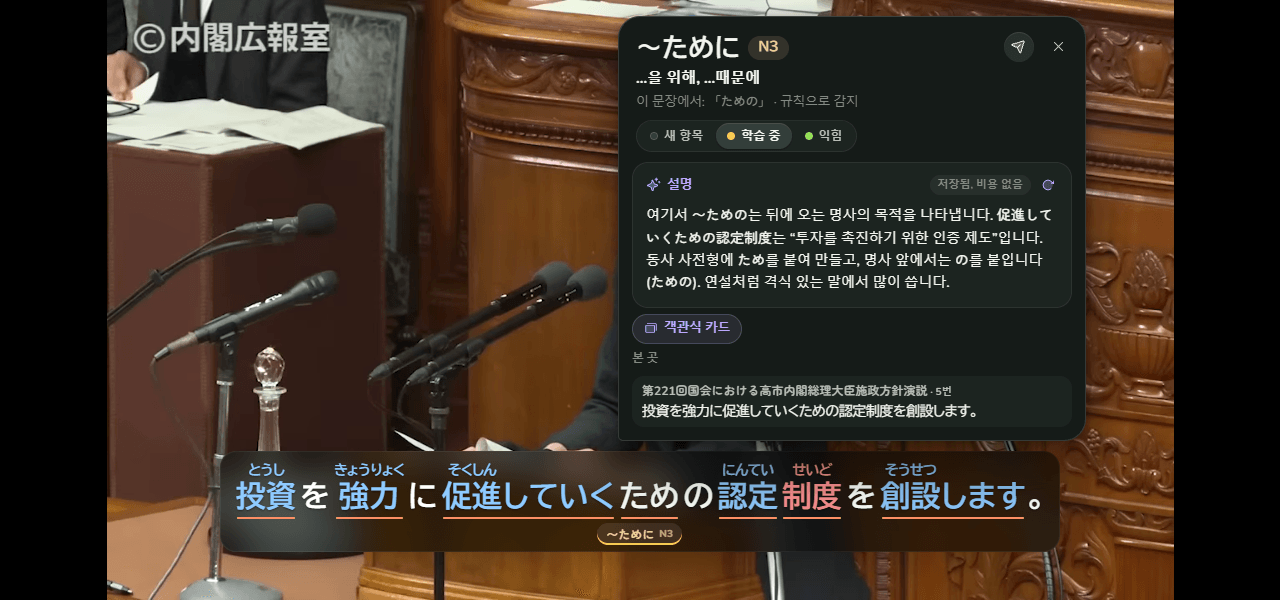 ©内閣広報室
〜ために N3
...을 위해, ...때문에
이 문장에서: 「ための」 · 규칙으로 감지
새 항목 학습 중 익힘
설명 저장됨, 비용 없음
여기서 〜ための는 뒤에 오는 명사의 목적을 나타냅니다. 促進して
いくための認定制度는 “투자를 촉진하기 위한 인증 제도”입니다.
동사 사전형에 ため를 붙여 만들고, 명사 앞에서는 の를 붙입니다
(ための). 연설처럼 격식 있는 말에서 많이 씁니다.
객관식 카드
본 곳
第221回国会における高市内閣総理大臣施政方針演説 · 5번
投資を強力に促進していくための認定制度を創設します。
とうし きょうりょく そくしん にんてい せいど そうせつ
投資を強力に促進していくための認定制度を創設します。
〜ために N3